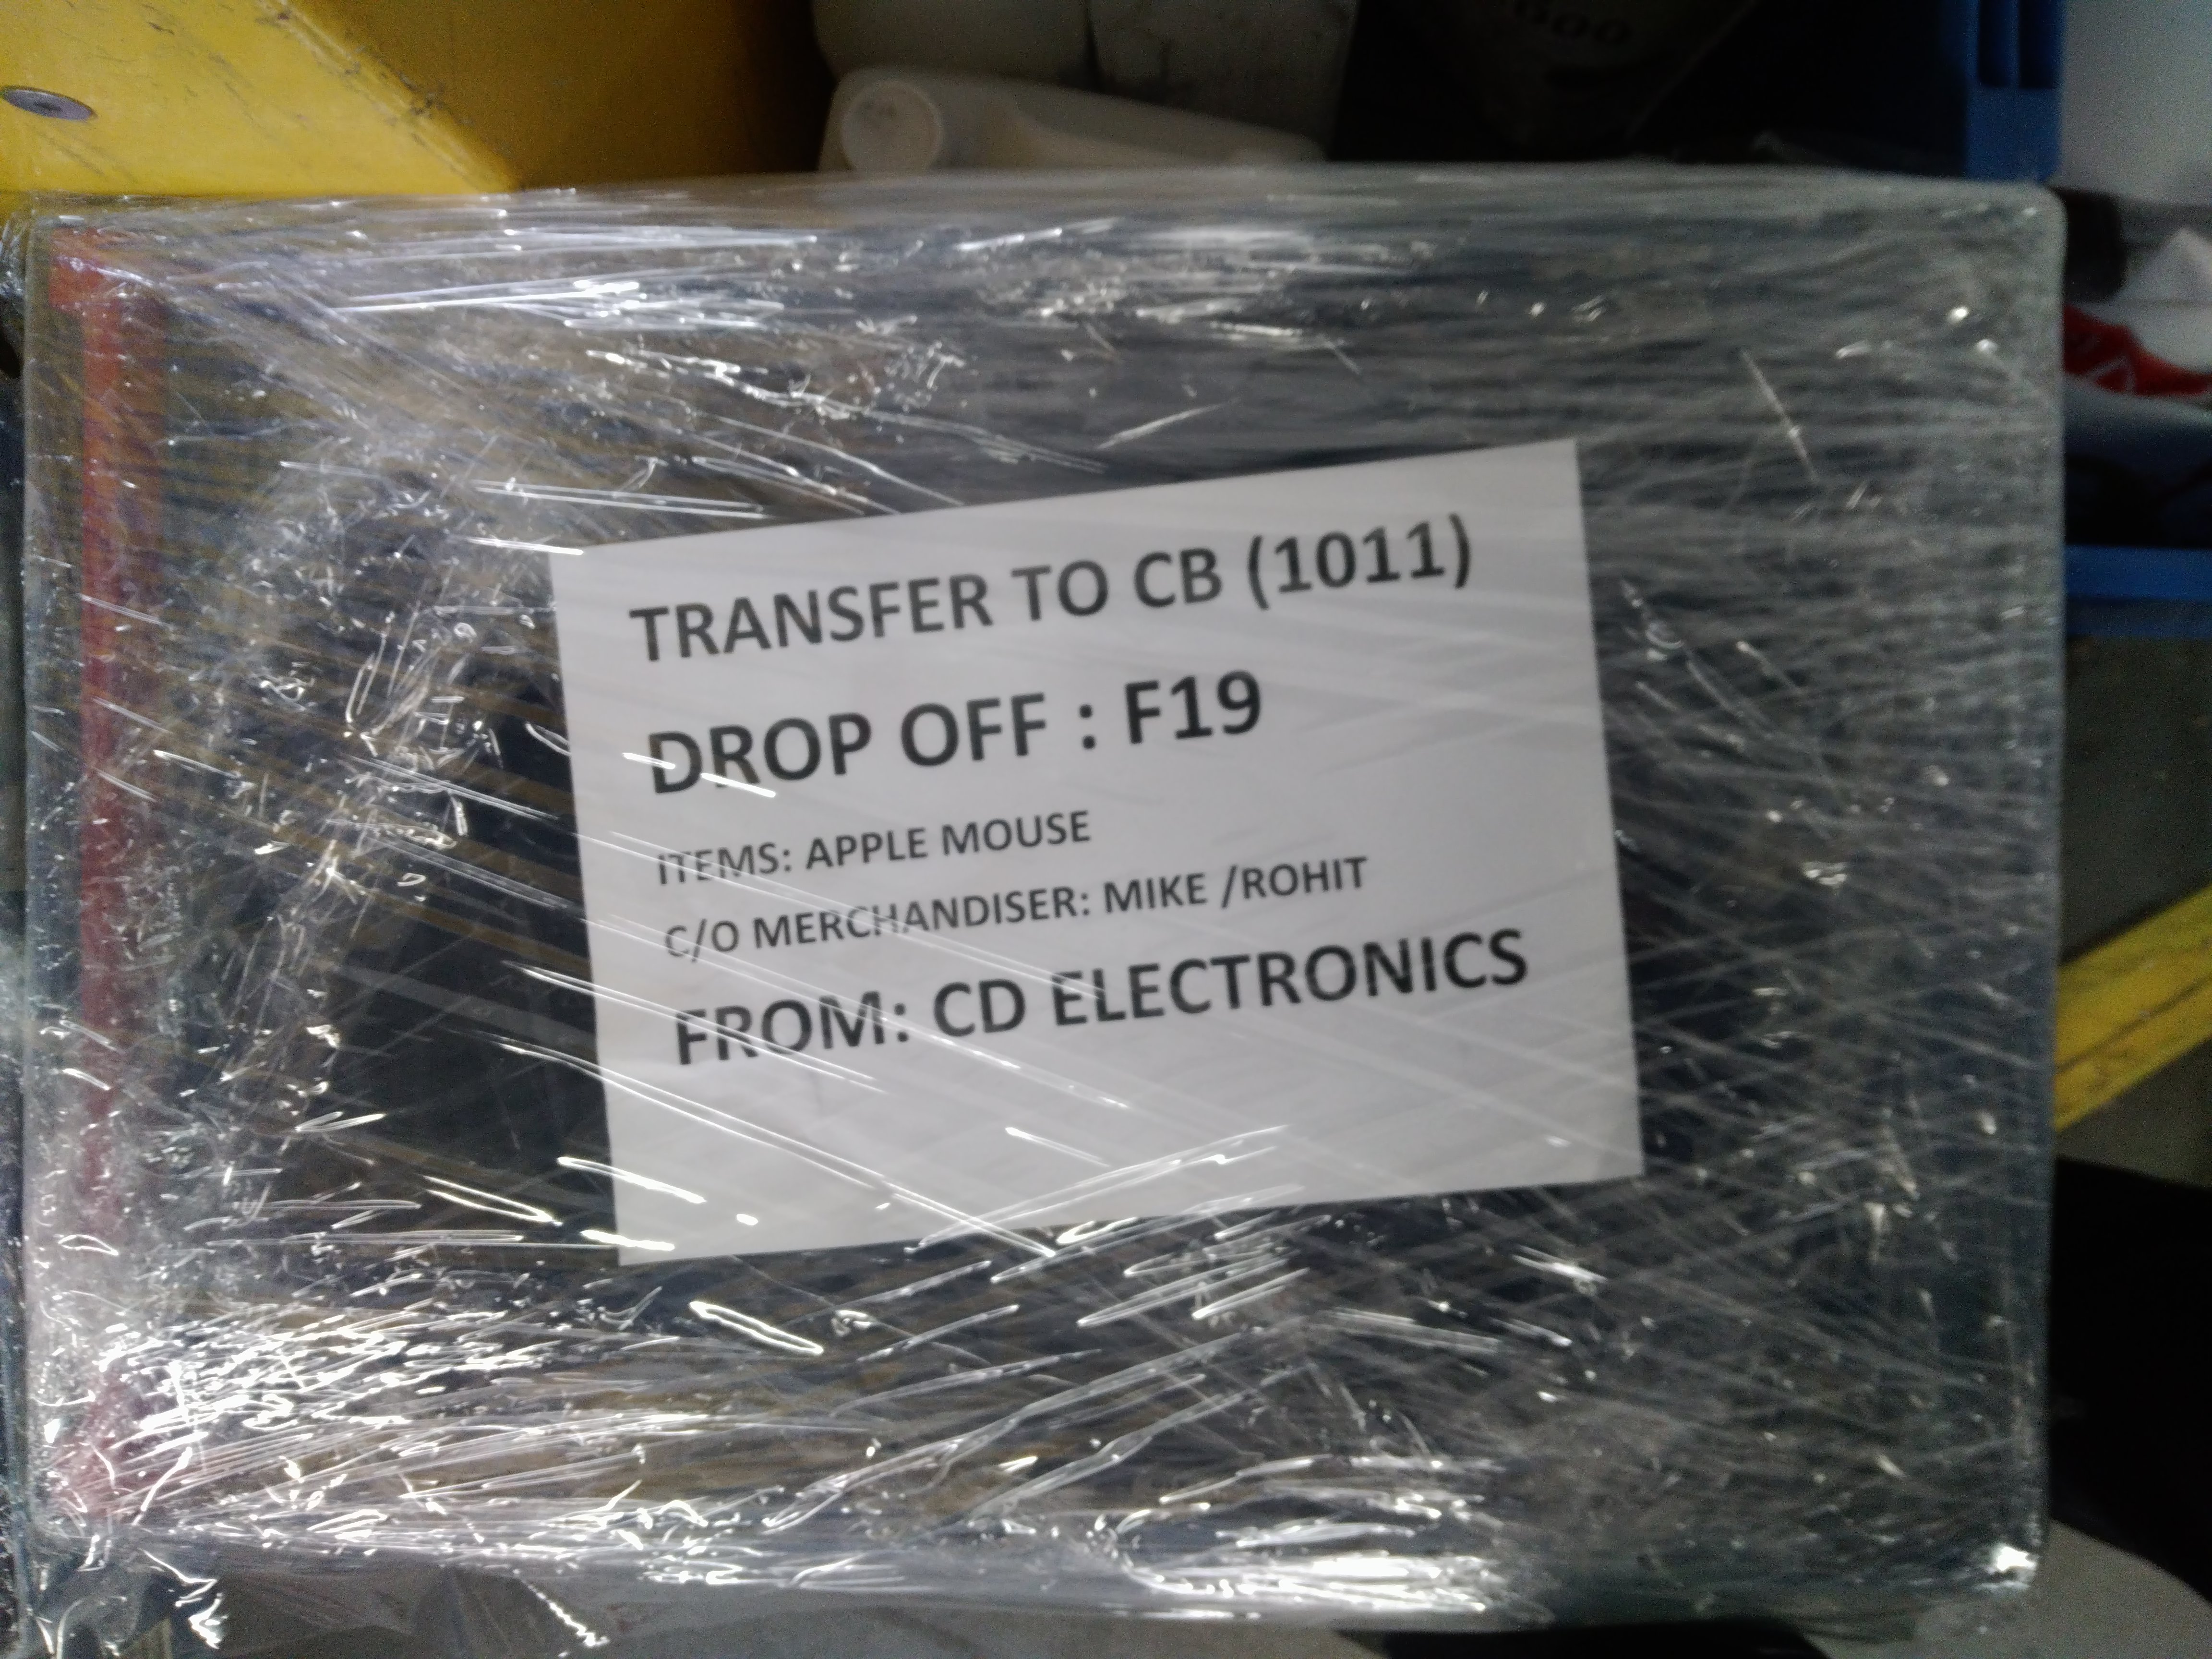 TRANSFER TO CB (1011)
DROP OFF : F19
ITEMS: APPLE MOUSE
C/O MERCHANDISER: MIKE /ROHIT
FROM: CD ELECTRONICS